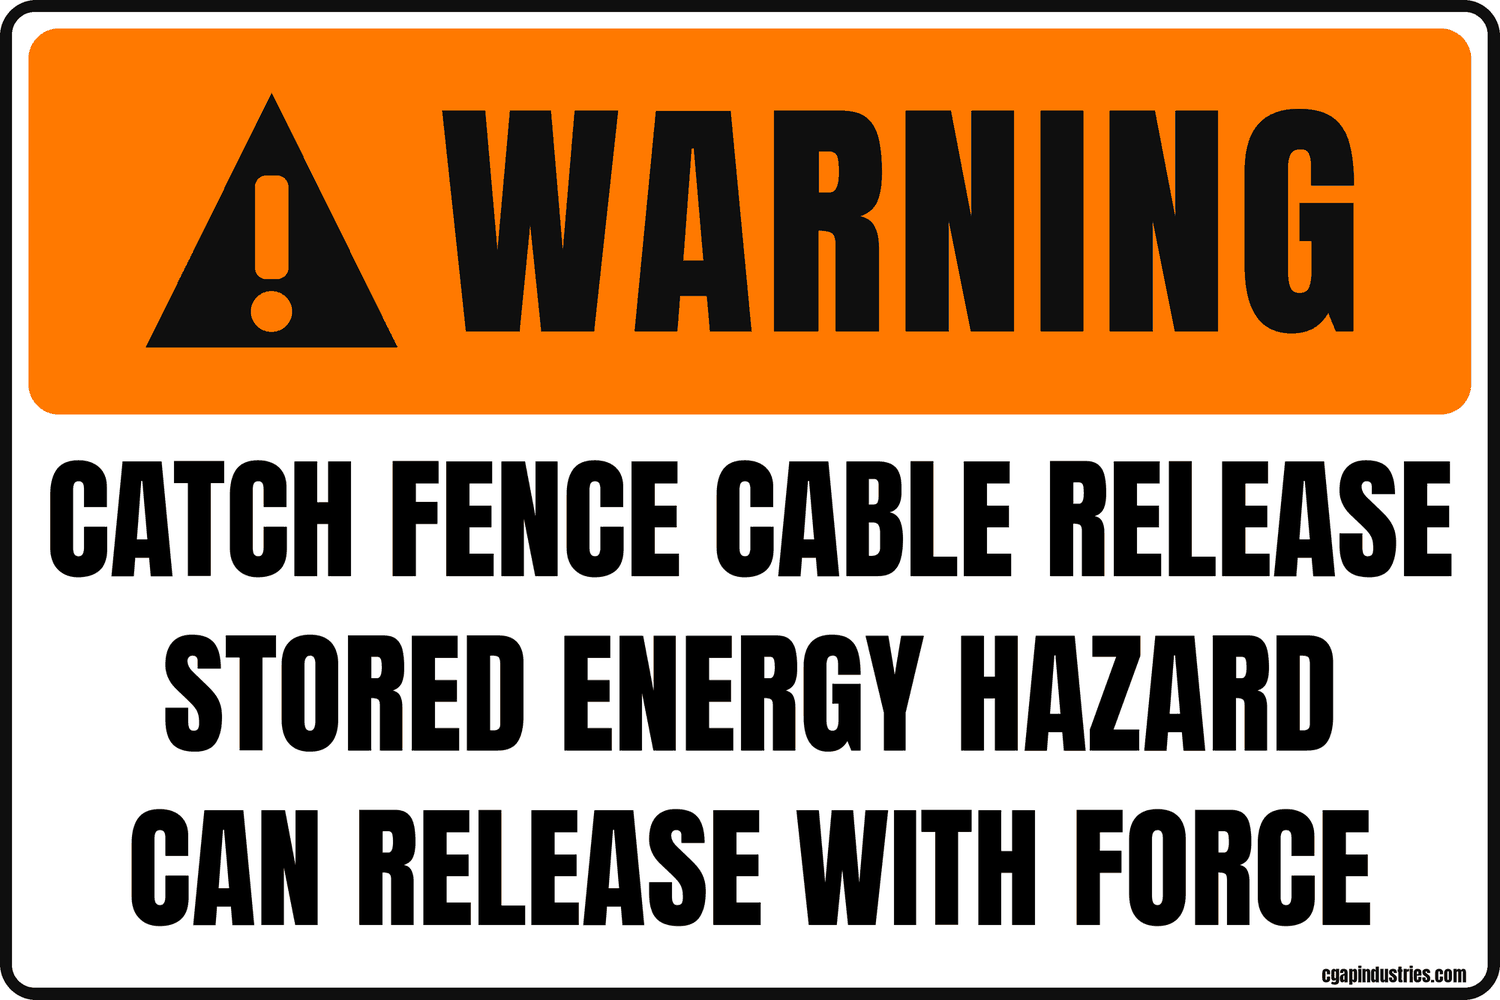 WARNING
CATCH FENCE CABLE RELEASE
STORED ENERGY HAZARD
CAN RELEASE WITH FORCE
cgapindustries.com